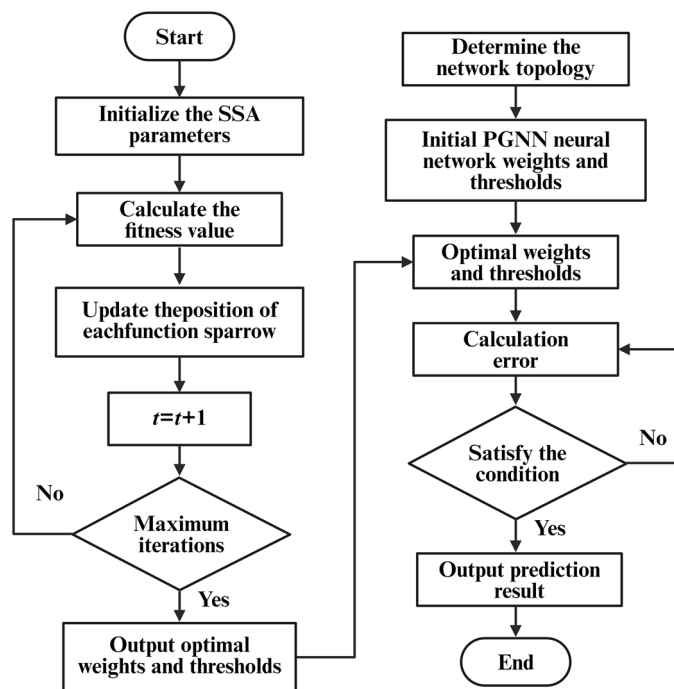 Start
Initialize the SSA
parameters
Calculate the
fitness value
Update theposition of
eachfunction sparrow
t=t+1
No
Maximum
iterations
Yes
Output optimal
weights and thresholds
Determine the
network topology
Initial PGNN neural
network weights and
thresholds
Optimal weights
and thresholds
Calculation
error
Satisfy the
condition
No
Yes
Output prediction
result
End